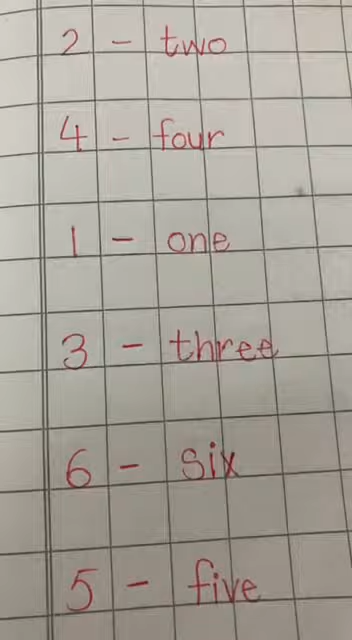 2 - two
4 - four
1 - one
3 - three
6 - six
5 - five